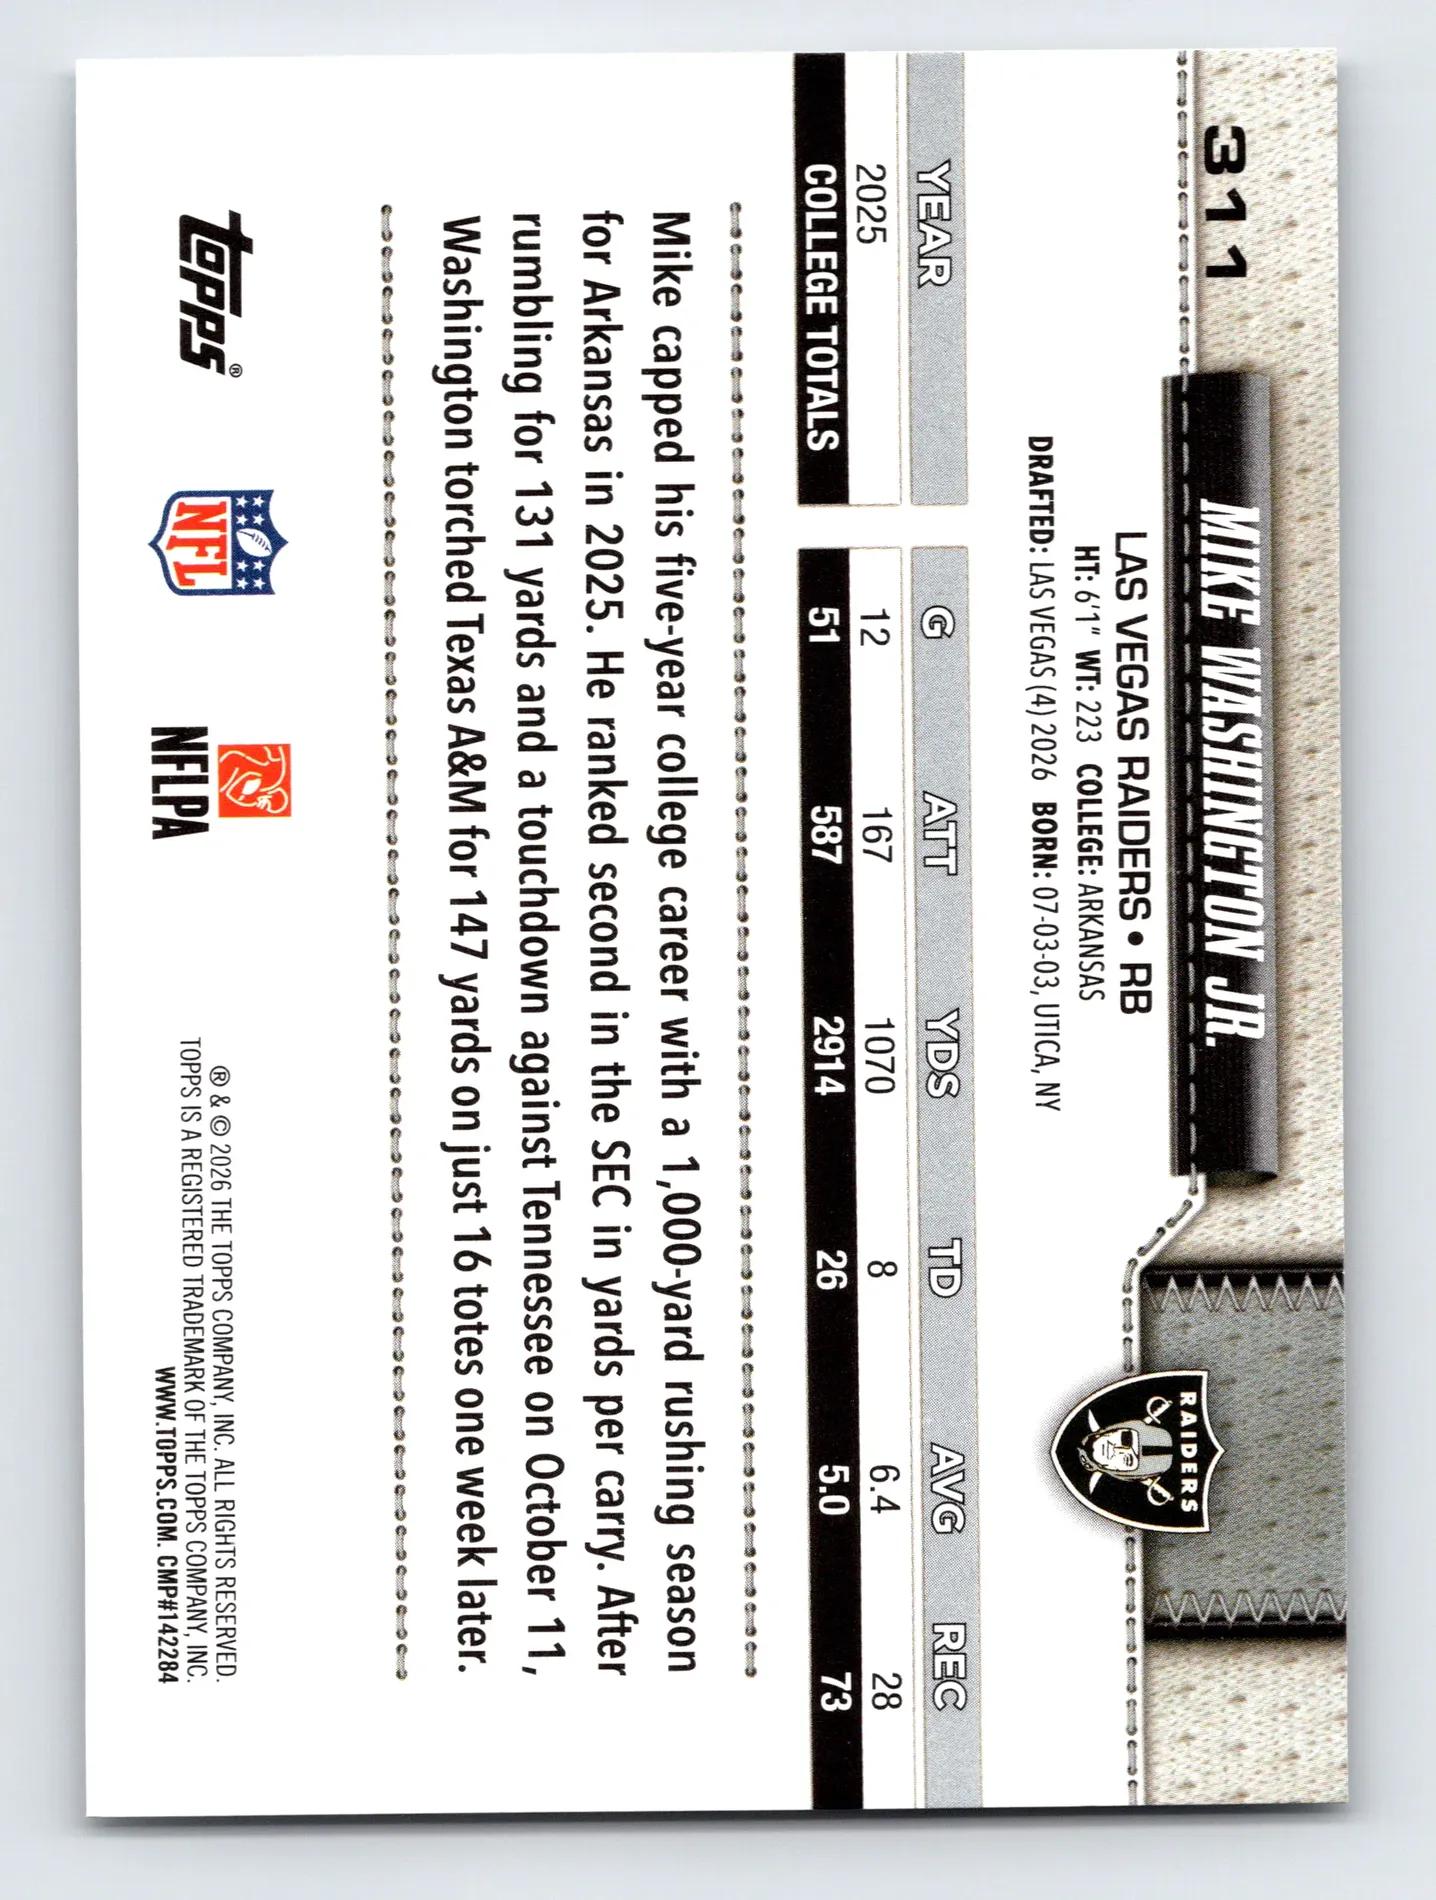 311
MIKE WASHINGTON JR.
LAS VEGAS RAIDERS • RB
HT: 6'1" WT: 223 COLLEGE: ARKANSAS
DRAFTED: LAS VEGAS (4) 2026 BORN: 07-03-03, UTICA, NY
RAIDERS
YEAR G ATT YDS TD AVG REC
2025 12 167 1070 8 6.4 28
COLLEGE TOTALS 51 587 2914 26 5.0 73
Mike capped his five-year college career with a 1,000-yard rushing season
for Arkansas in 2025. He ranked second in the SEC in yards per carry. After
rumbling for 131 yards and a touchdown against Tennessee on October 11,
Washington torched Texas A&M for 147 yards on just 16 totes one week later.
topps®
NFL
NFLPA
® & © 2026 THE TOPPS COMPANY, INC. ALL RIGHTS RESERVED.
TOPPS IS A REGISTERED TRADEMARK OF THE TOPPS COMPANY, INC.
WWW.TOPPS.COM. CMP#142284